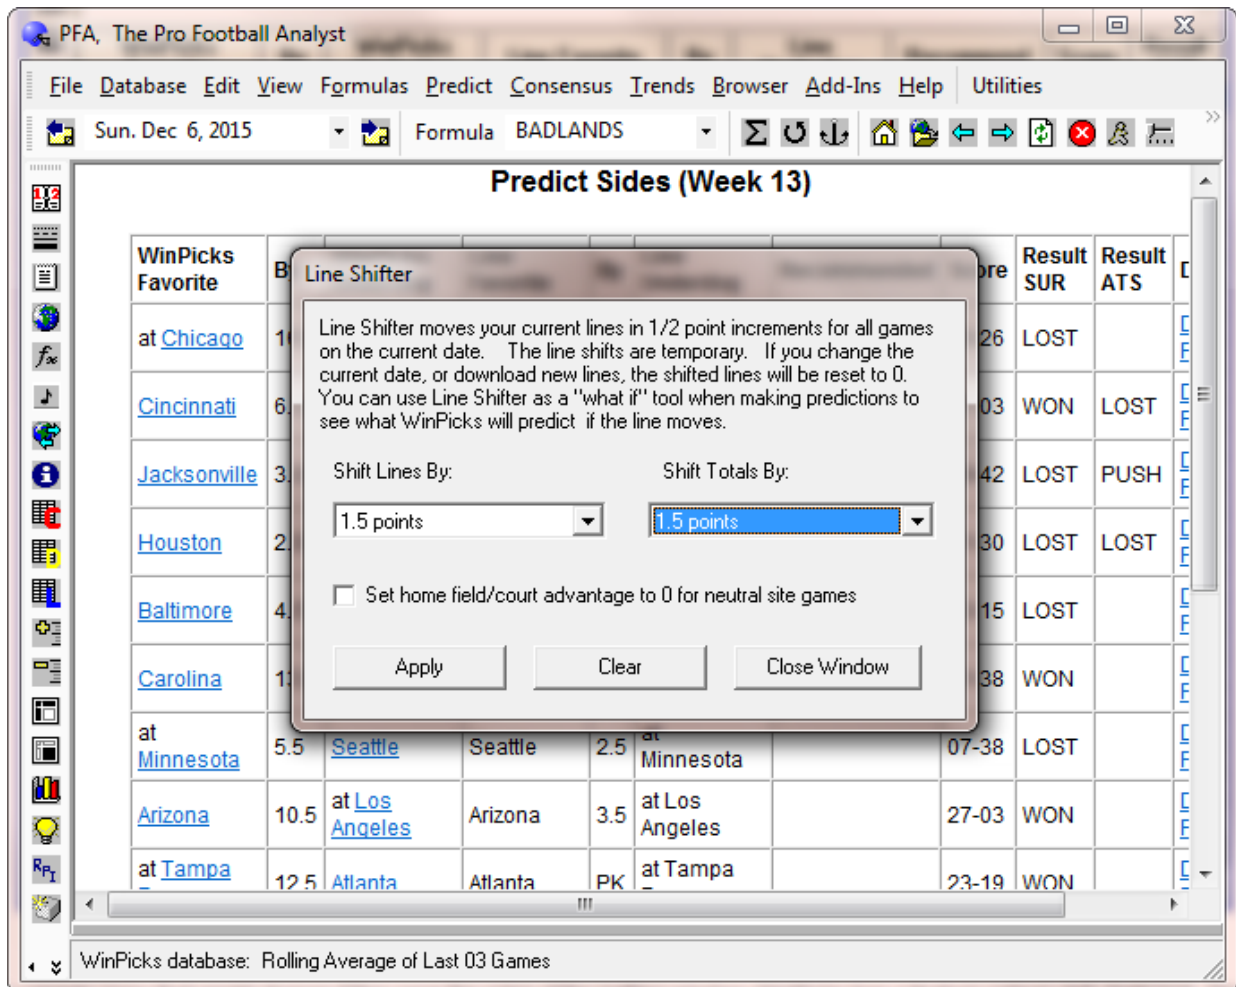 PFA, The Pro Football Analyst
File Database Edit View Formulas Predict Consensus Trends Browser Add-Ins Help Utilities
Sun. Dec 6, 2015 Formula BADLANDS
Predict Sides (Week 13)
WinPicks
Favorite
Result
SUR
Result
ATS
Line Shifter
Line Shifter moves your current lines in 1/2 point increments for all games
on the current date. The line shifts are temporary. If you change the
current date, or download new lines, the shifted lines will be reset to 0.
You can use Line Shifter as a "what if" tool when making predictions to
see what WinPicks will predict if the line moves.
Shift Lines By: Shift Totals By:
1.5 points 1.5 points
Set home field/court advantage to 0 for neutral site games
Apply Clear Close Window
at Chicago 26 LOST
Cincinnati 6. 03 WON LOST
Jacksonville 3. 42 LOST PUSH
Houston 2. 30 LOST LOST
Baltimore 4. 15 LOST
Carolina 38 WON
at
Minnesota 5.5 Seattle Seattle 2.5 at
Minnesota 07-38 LOST
Arizona 10.5 at Los
Angeles Arizona 3.5 at Los
Angeles 27-03 WON
at Tampa 12.5 Atlanta Atlanta PK at Tampa 23-19 WON
WinPicks database: Rolling Average of Last 03 Games